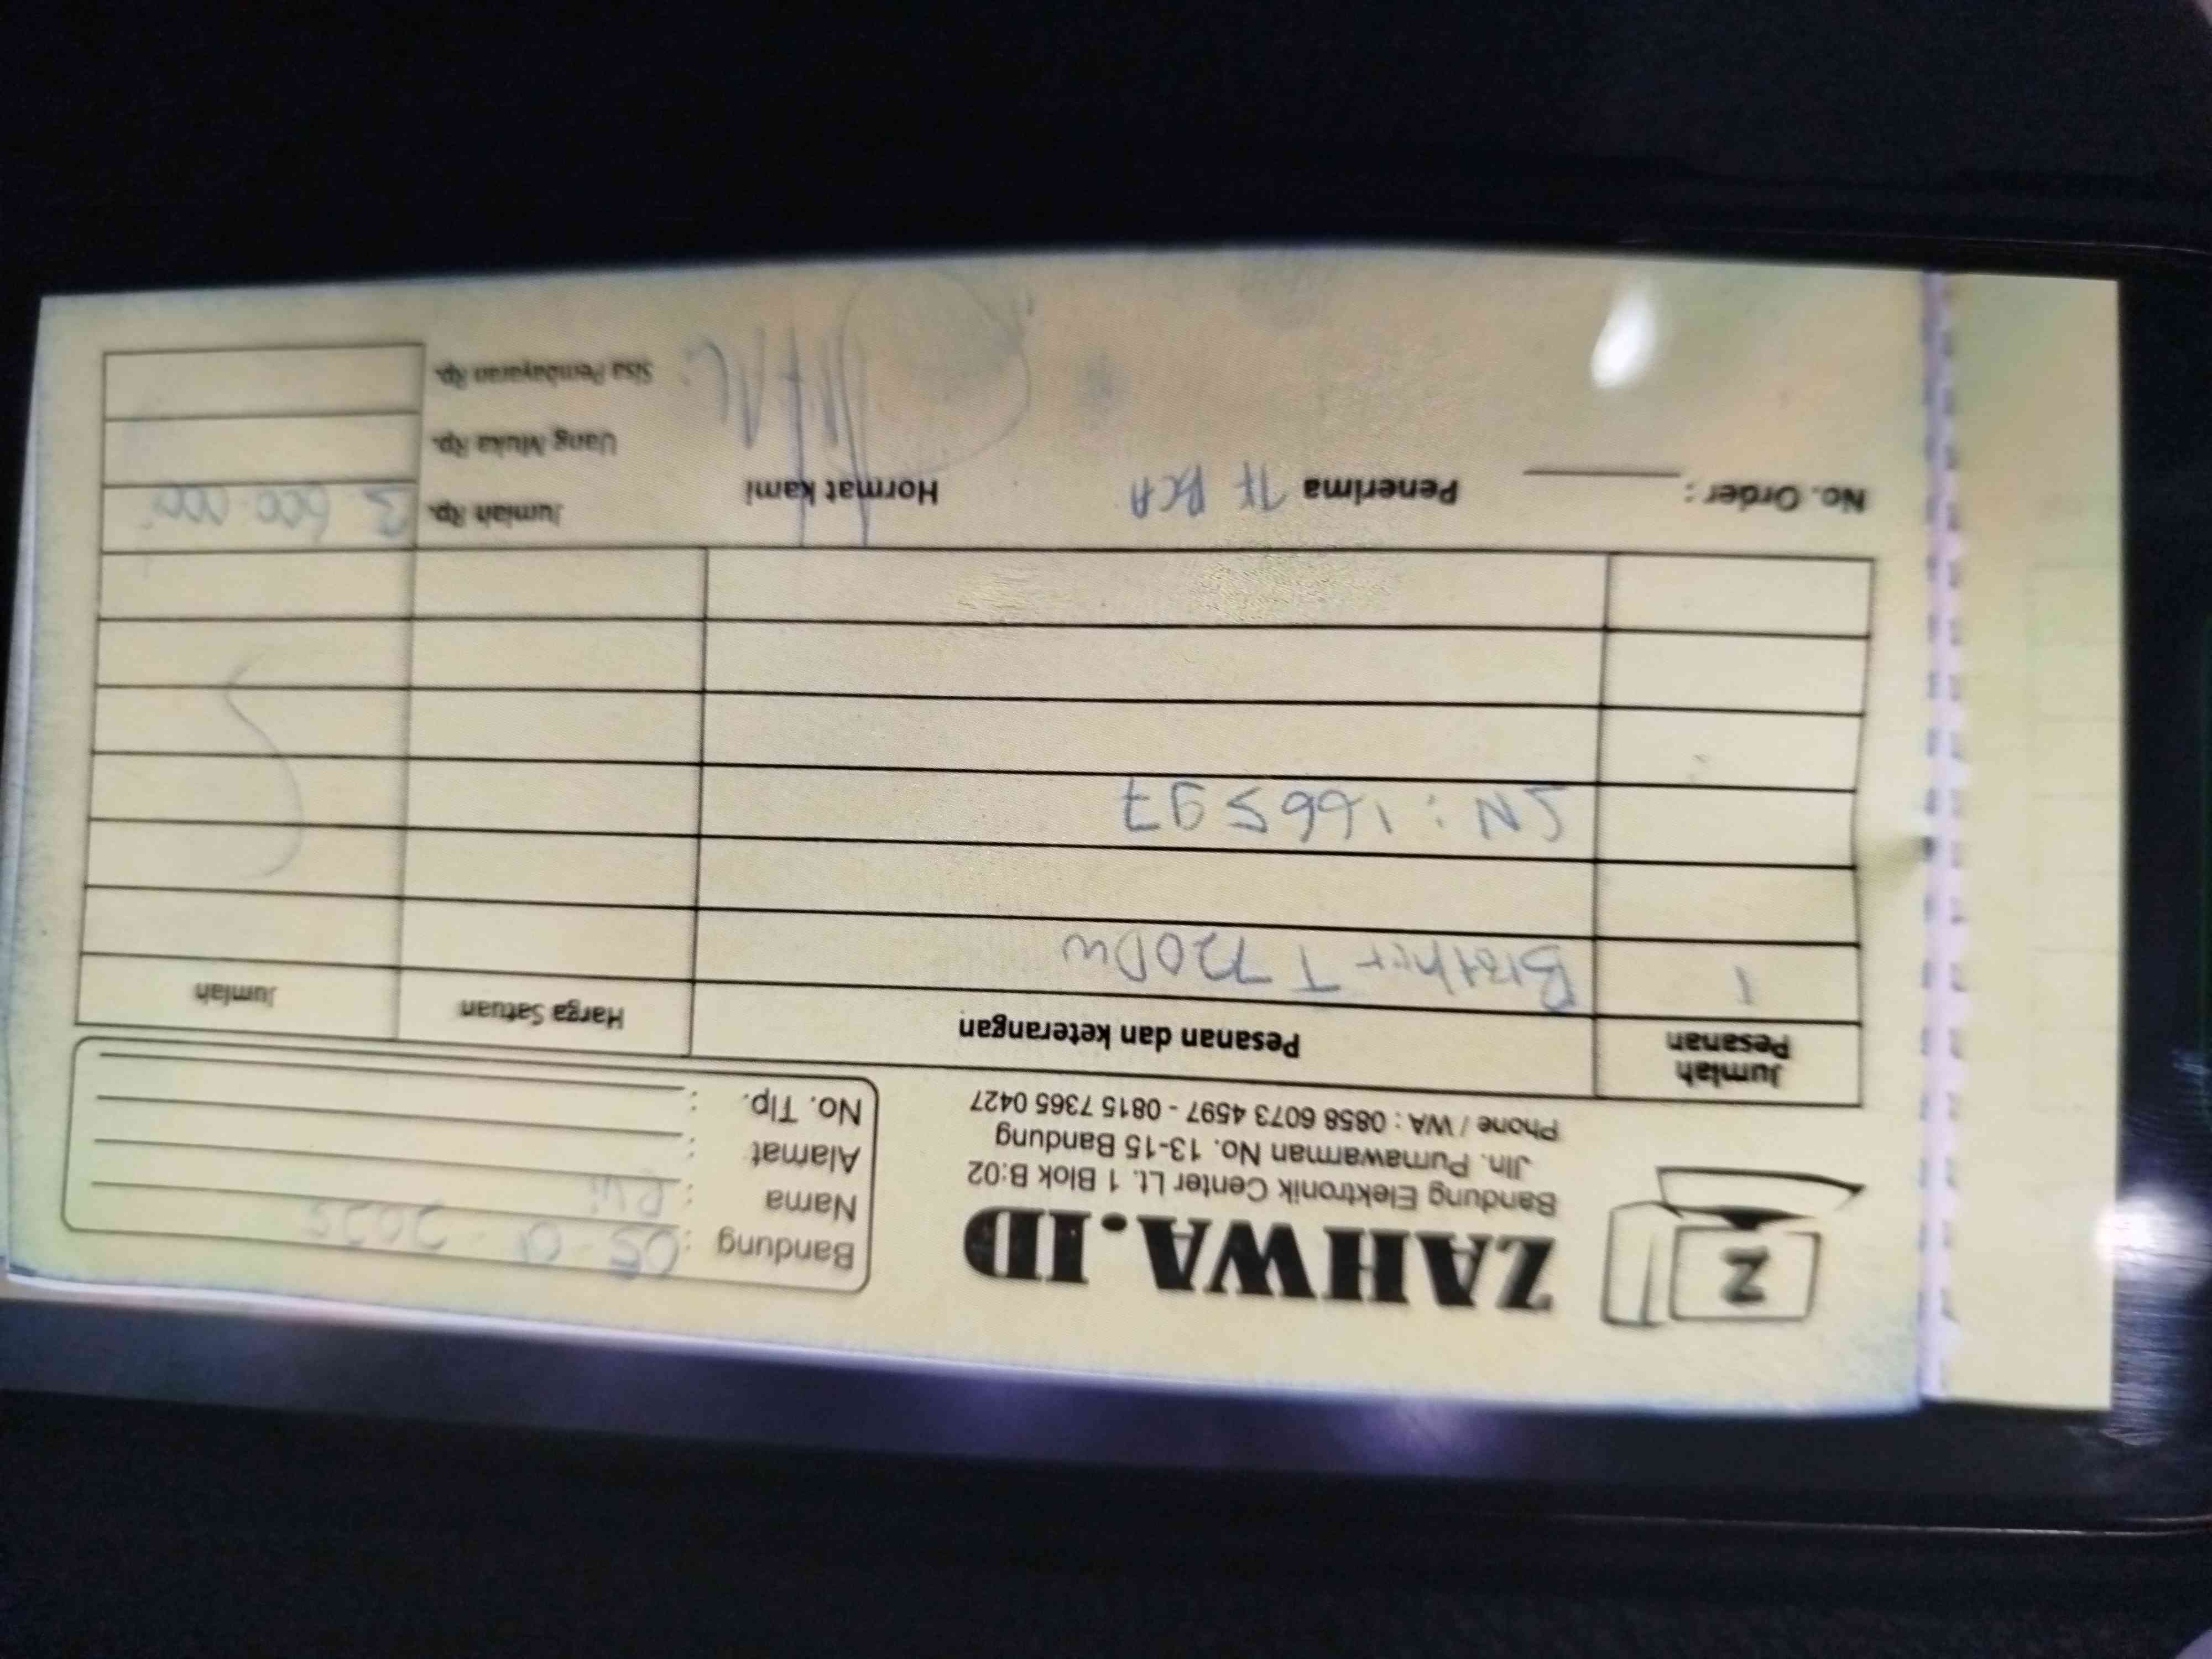 Z
ZAHWA.ID
Bandung Elektronik Center Lt. 1 Blok B:02
Jln. Purnawarman No. 13-15 Bandung
Phone / WA : 0858 6073 4597 - 0815 7365 0427
Bandung : 05-01-2025
Nama :
Alamat :
No. Tlp. :
Jumlah Pesanan Pesanan dan keterangan Harga Satuan Jumlah
1 Brother T 720DW
SN : 166597
No. Order : Penerima TF BCA Hormat kami
Jumlah Rp. 3.600.000
Uang Muka Rp.
Sisa Pembayaran Rp.